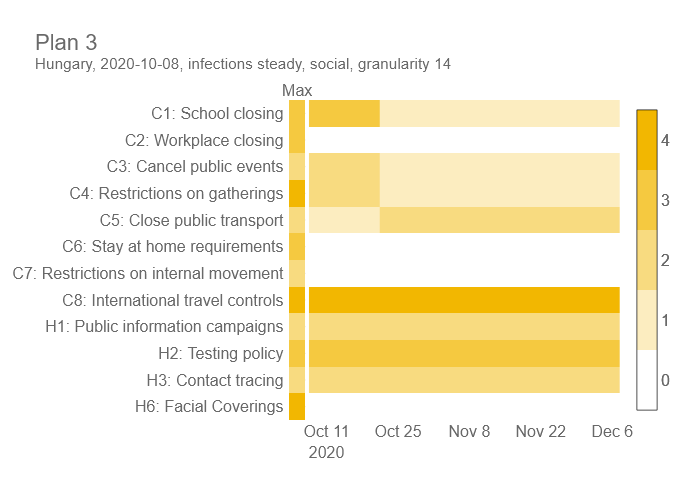 Plan 3
Hungary, 2020-10-08, infections steady, social, granularity 14
Max
C1: School closing
C2: Workplace closing
C3: Cancel public events
C4: Restrictions on gatherings
C5: Close public transport
C6: Stay at home requirements
C7: Restrictions on internal movement
C8: International travel controls
H1: Public information campaigns
H2: Testing policy
H3: Contact tracing
H6: Facial Coverings
4
3
2
1
0
Oct 11 Oct 25 Nov 8 Nov 22 Dec 6
2020